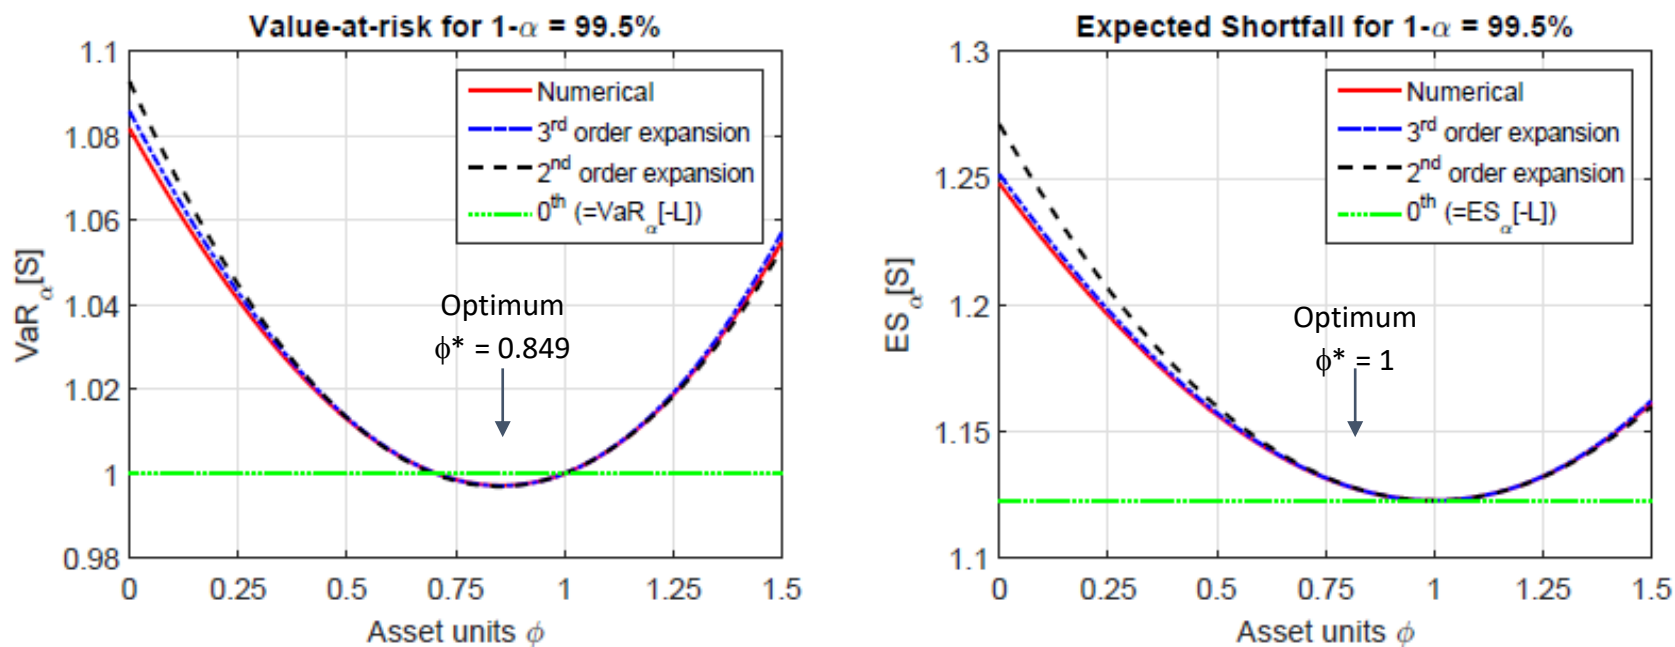 Value-at-risk for 1-α = 99.5%
1.1
1.08
1.06
1.04
1.02
1
0.98
VaRα[S]
Numerical
3rd order expansion
2nd order expansion
0th (=VaRα[-L])
Optimum
ϕ* = 0.849
0
0.25
0.5
0.75
1
1.25
1.5
Asset units ϕ
Expected Shortfall for 1-α = 99.5%
1.3
1.25
1.2
1.15
1.1
ESα[S]
Numerical
3rd order expansion
2nd order expansion
0th (=ESα[-L])
Optimum
ϕ* = 1
0
0.25
0.5
0.75
1
1.25
1.5
Asset units ϕ